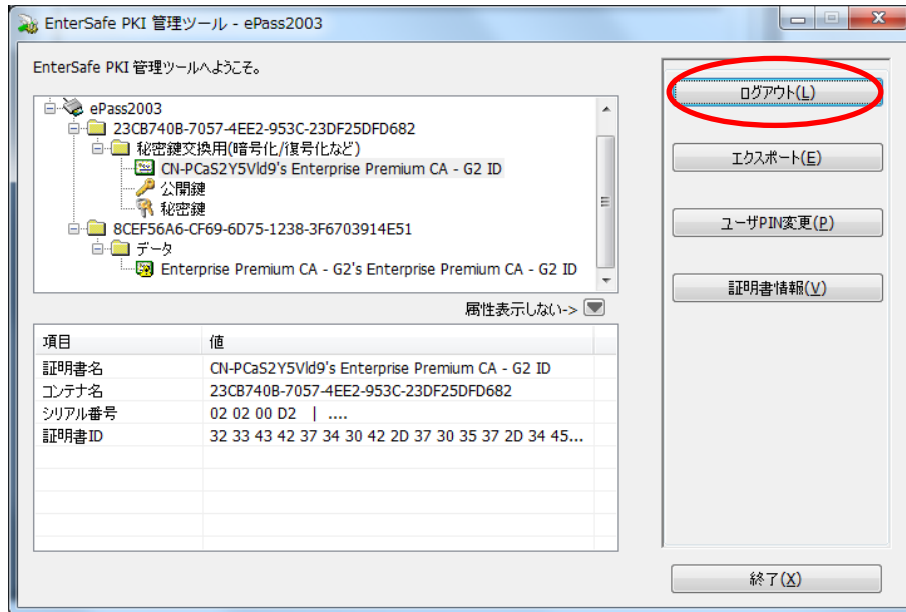 EnterSafe PKI 管理ツール - ePass2003
EnterSafe PKI 管理ツールへようこそ。
ePass2003
23CB740B-7057-4EE2-953C-23DF25DFD682
秘密鍵交換用(暗号化/復号化など)
CN-PCaS2Y5Vld9's Enterprise Premium CA - G2 ID
公開鍵
秘密鍵
8CEF56A6-CF69-6D75-1238-3F6703914E51
データ
Enterprise Premium CA - G2's Enterprise Premium CA - G2 ID
属性表示しない->
項目 値
証明書名 CN-PCaS2Y5Vld9's Enterprise Premium CA - G2 ID
コンテナ名 23CB740B-7057-4EE2-953C-23DF25DFD682
シリアル番号 02 02 00 D2 | ....
証明書ID 32 33 43 42 37 34 30 42 2D 37 30 35 37 2D 34 45...
ログアウト(L)
エクスポート(E)
ユーザPIN変更(P)
証明書情報(V)
終了(X)